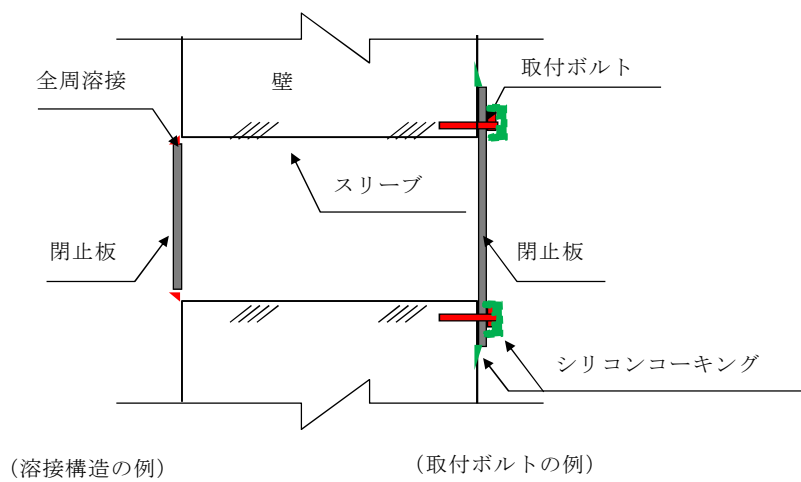 全周溶接
壁
取付ボルト
スリーブ
閉止板
閉止板
シリコンコーキング
（溶接構造の例）
（取付ボルトの例）